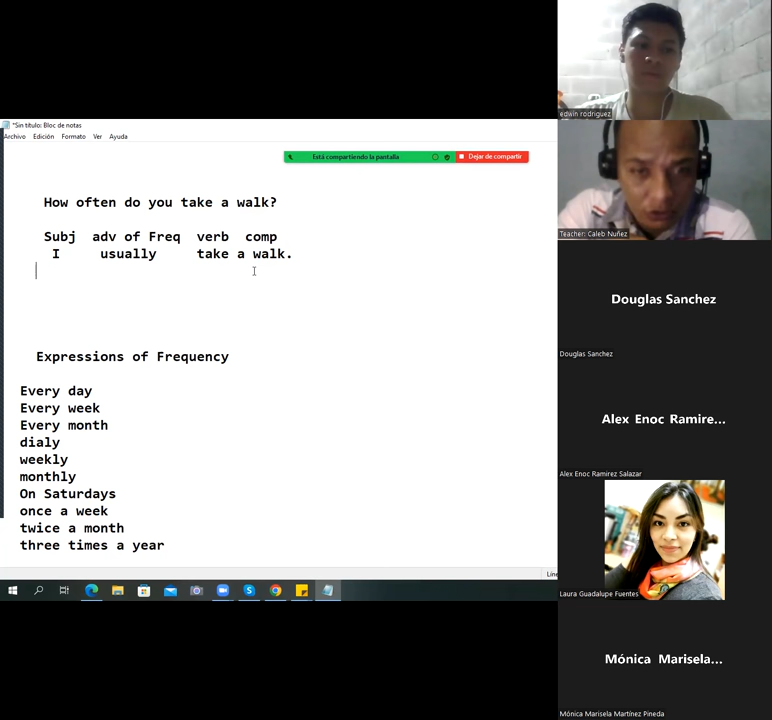 *Sin título: Bloc de notas
Archivo Edición Formato Ver Ayuda
Está compartiendo la pantalla
Dejar de compartir
How often do you take a walk?
Subj adv of Freq verb comp
I usually take a walk.
Expressions of Frequency
Every day
Every week
Every month
dialy
weekly
monthly
On Saturdays
once a week
twice a month
three times a year
Líne
edwin rodriguez
Teacher: Caleb Nuñez
Douglas Sanchez
Douglas Sanchez
Alex Enoc Ramire...
Alex Enoc Ramirez Salazar
Laura Guadalupe Fuentes
Mónica Marisela...
Mónica Marisela Martínez Pineda